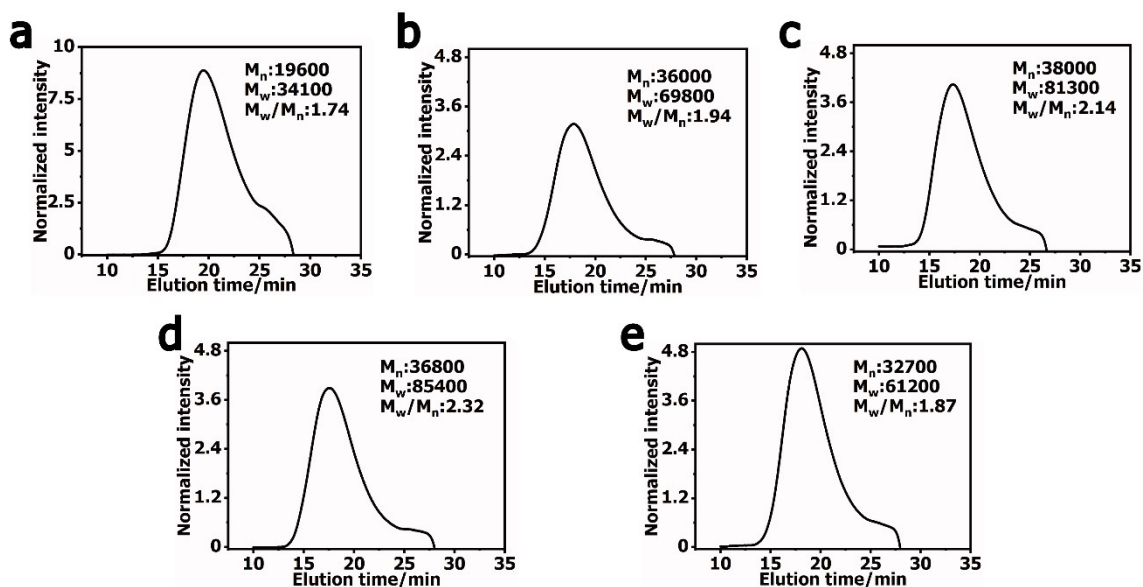 a
10
7.5
5
2.5
0
Normalized intensity
Mn:19600
Mw:34100
Mw/Mn:1.74
10 15 20 25 30 35
Elution time/min
b
4.8
3.6
2.4
1.2
0
Normalized intensity
Mn:36000
Mw:69800
Mw/Mn:1.94
10 15 20 25 30 35
Elution time/min
c
4.8
3.6
2.4
1.2
0
Normalized intensity
Mn:38000
Mw:81300
Mw/Mn:2.14
10 15 20 25 30 35
Elution time/min
d
4.8
3.6
2.4
1.2
0
Normalized intensity
Mn:36800
Mw:85400
Mw/Mn:2.32
10 15 20 25 30 35
Elution time/min
e
4.8
3.6
2.4
1.2
0
Normalized intensity
Mn:32700
Mw:61200
Mw/Mn:1.87
10 15 20 25 30 35
Elution time/min